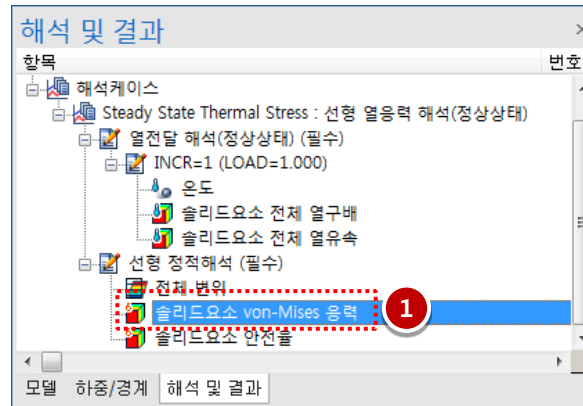 해석 및 결과
항목 번호
해석케이스
Steady State Thermal Stress : 선형 열응력 해석(정상상태)
열전달 해석(정상상태) (필수)
INCR=1 (LOAD=1.000)
온도
솔리드요소 전체 열구배
솔리드요소 전체 열유속
선형 정적해석 (필수)
전체 변위
솔리드요소 von-Mises 응력 1
솔리드요소 안전율
모델 하중/경계 해석 및 결과